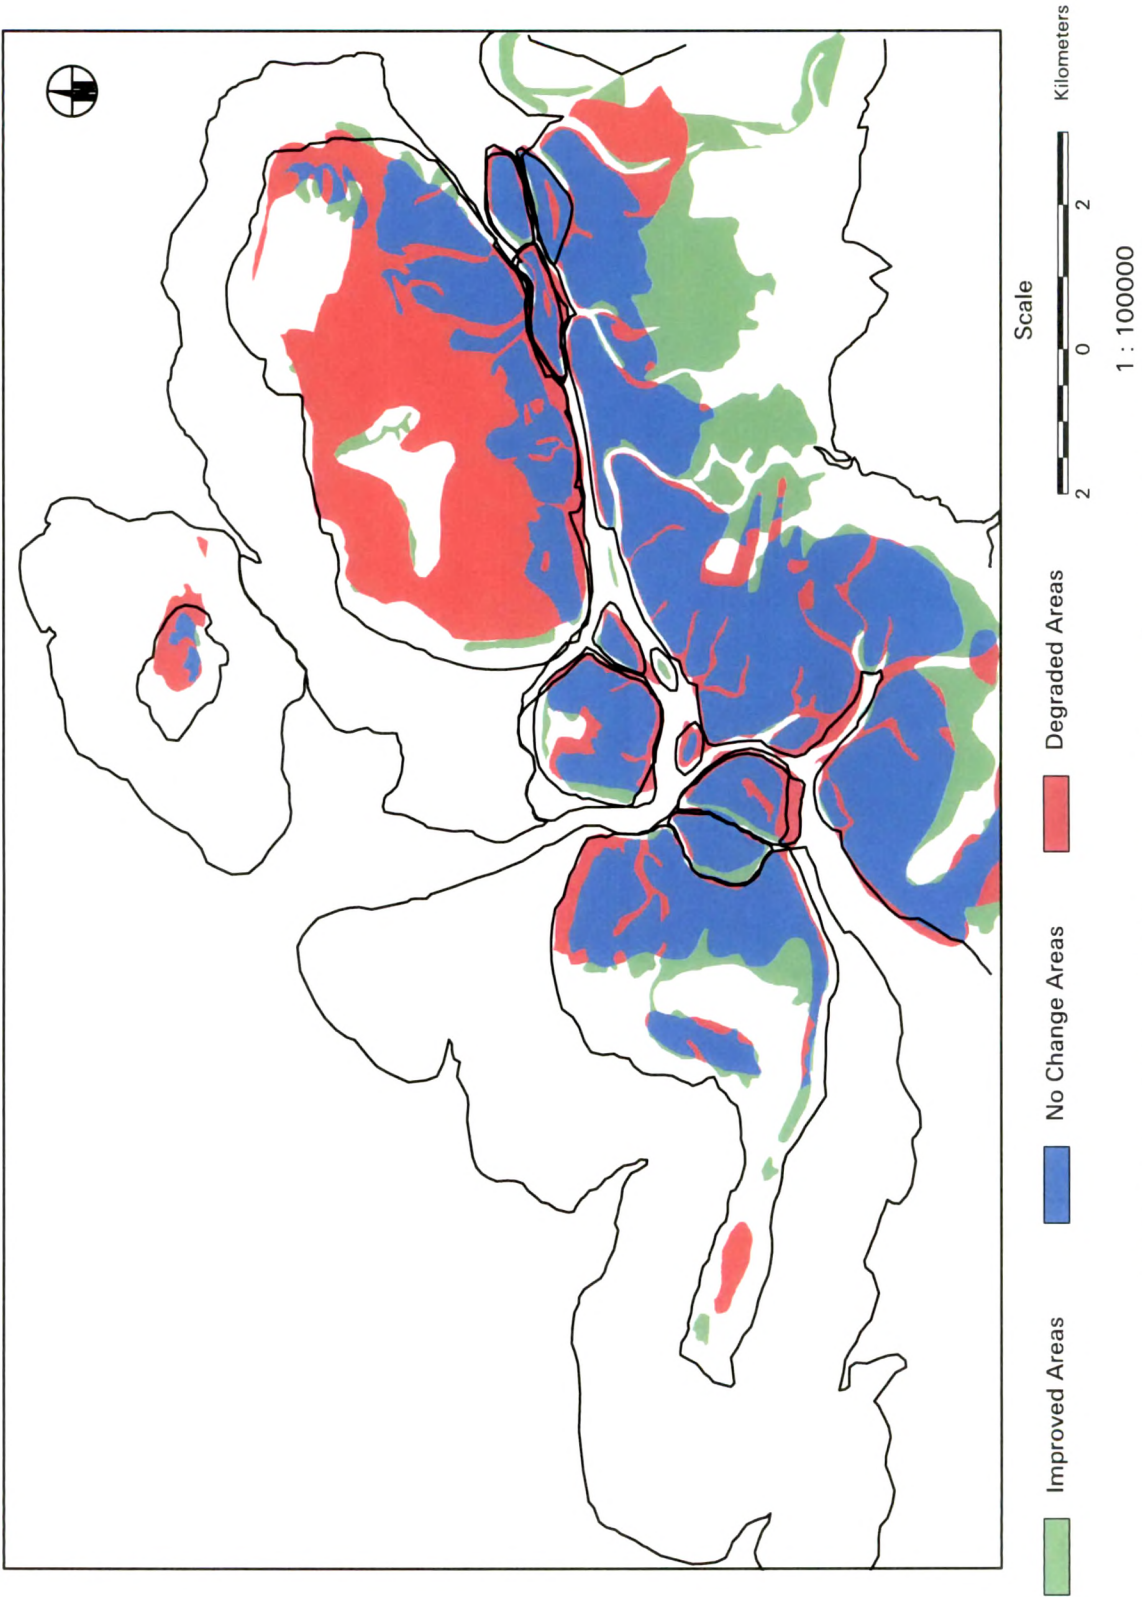 Scale
2 0 2 Kilometers
1 : 100000
Improved Areas
No Change Areas
Degraded Areas